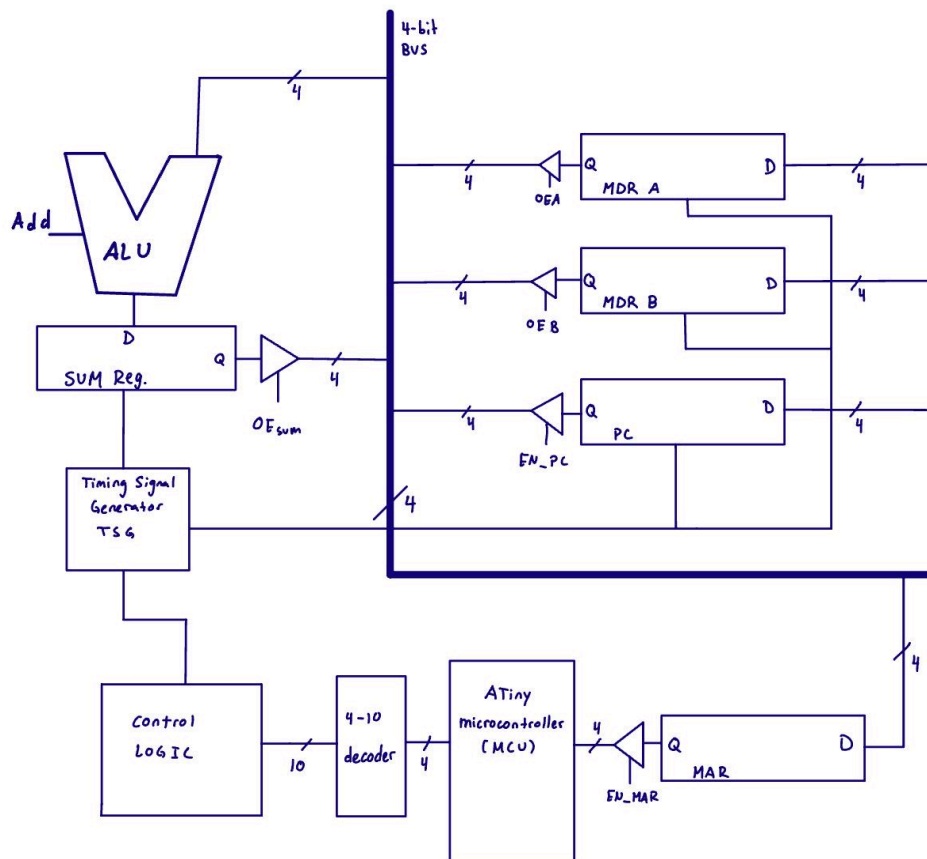 4-bit
BUS
4
Q
D
4
4
OEA
MDR A
Add
ALU
Q
D
4
4
OEB
MDR B
D
Q
SUM Reg.
4
OEsum
Q
D
4
4
EN_PC
PC
Timing Signal
Generator
TSG
4
4
Control
LOGIC
10
4-10
decoder
4
ATiny
microcontroller
(MCU)
4
EN_MAR
Q
D
MAR